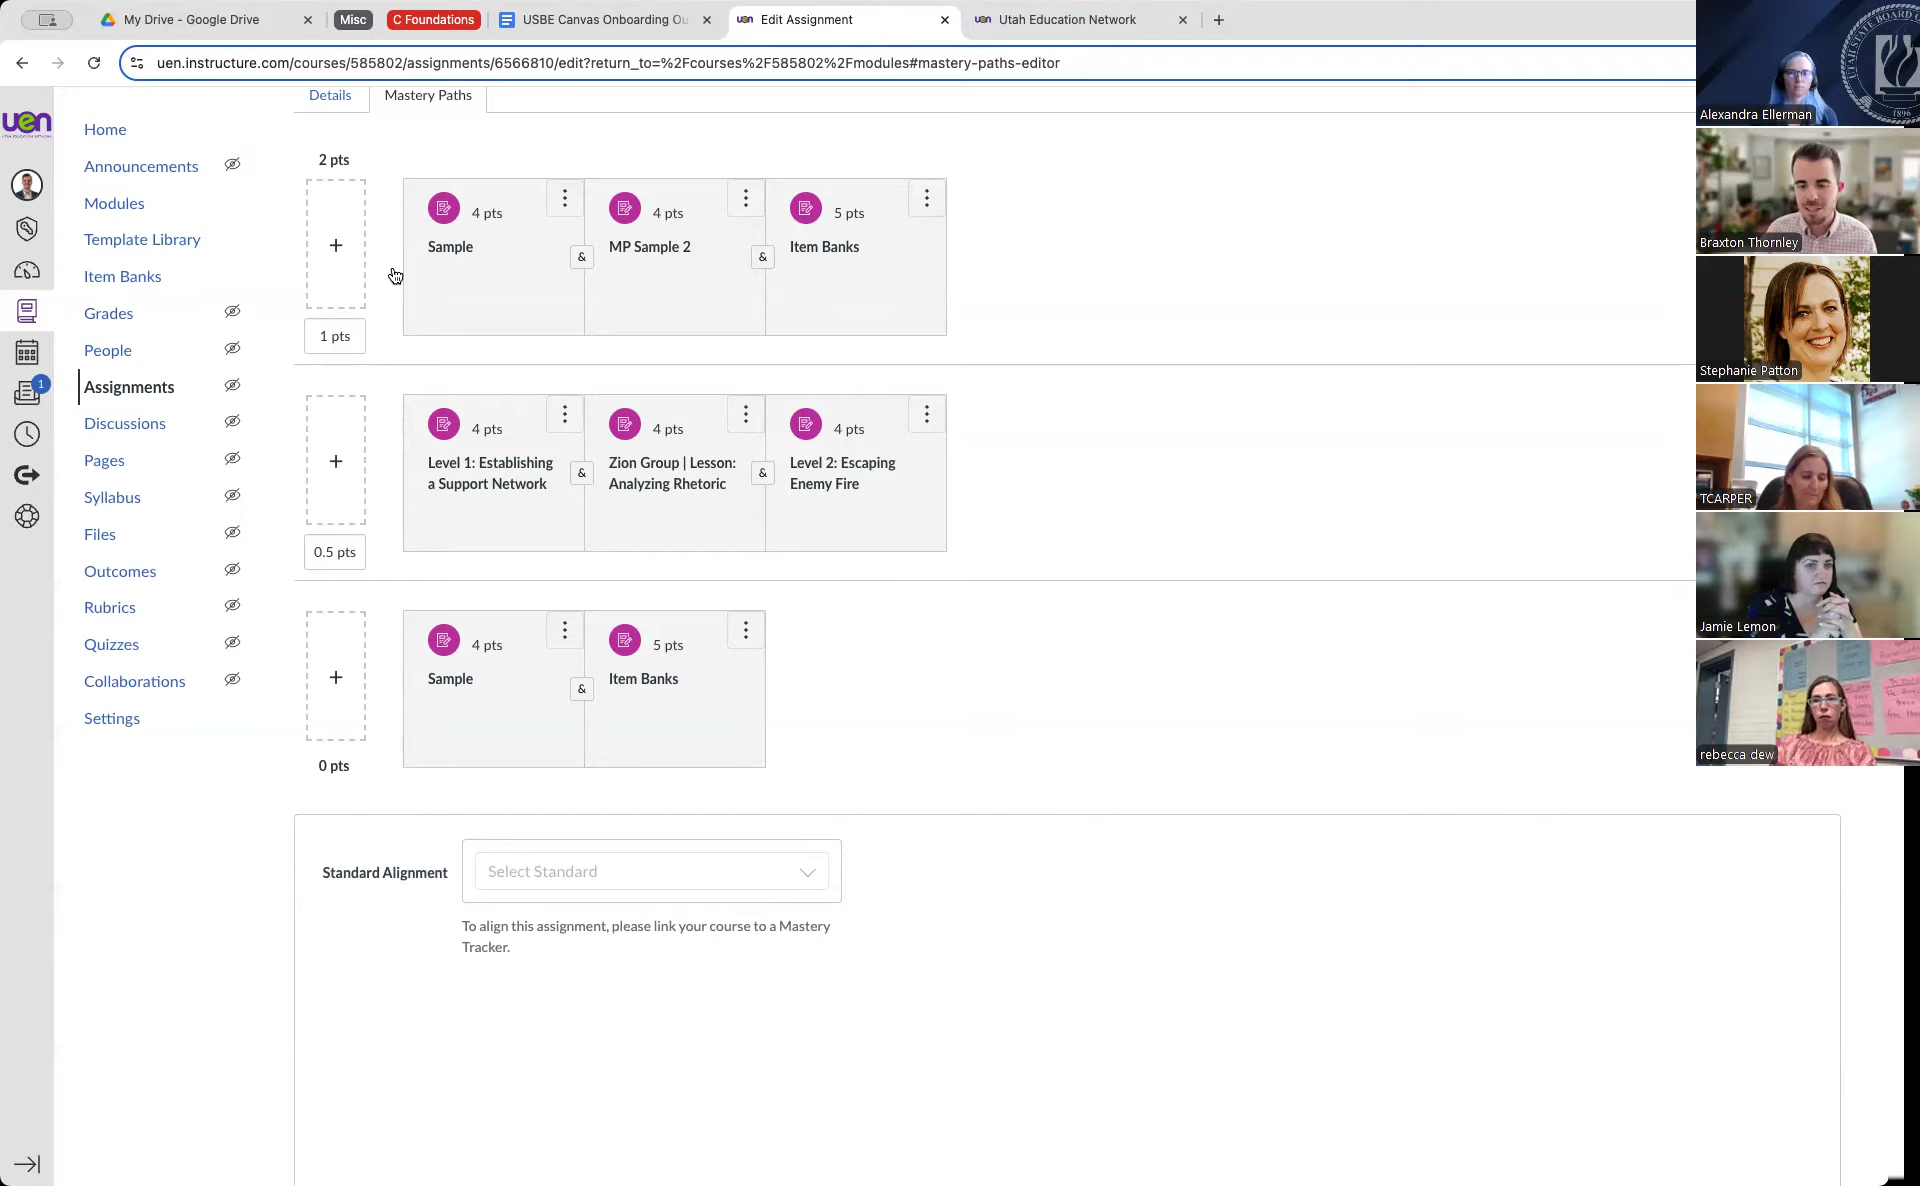 My Drive - Google Drive
Misc
C Foundations
USBE Canvas Onboarding Ou
Edit Assignment
Utah Education Network
uen.instructure.com/courses/585802/assignments/6566810/edit?return_to=%2Fcourses%2F585802%2Fmodules#mastery-paths-editor
uen
Details
Mastery Paths
Home
Announcements
Modules
Template Library
Item Banks
Grades
People
Assignments
Discussions
Pages
Syllabus
Files
Outcomes
Rubrics
Quizzes
Collaborations
Settings
1
2 pts
+
1 pts
4 pts
Sample
&
4 pts
MP Sample 2
&
5 pts
Item Banks
+
0.5 pts
4 pts
Level 1: Establishing
a Support Network
&
4 pts
Zion Group | Lesson:
Analyzing Rhetoric
&
4 pts
Level 2: Escaping
Enemy Fire
+
0 pts
4 pts
Sample
&
5 pts
Item Banks
Standard Alignment
Select Standard
To align this assignment, please link your course to a Mastery
Tracker.
UTAH STATE BOARD O
1896
Alexandra Ellerman
Braxton Thornley
Stephanie Patton
TCARPER
Jamie Lemon
rebecca dew